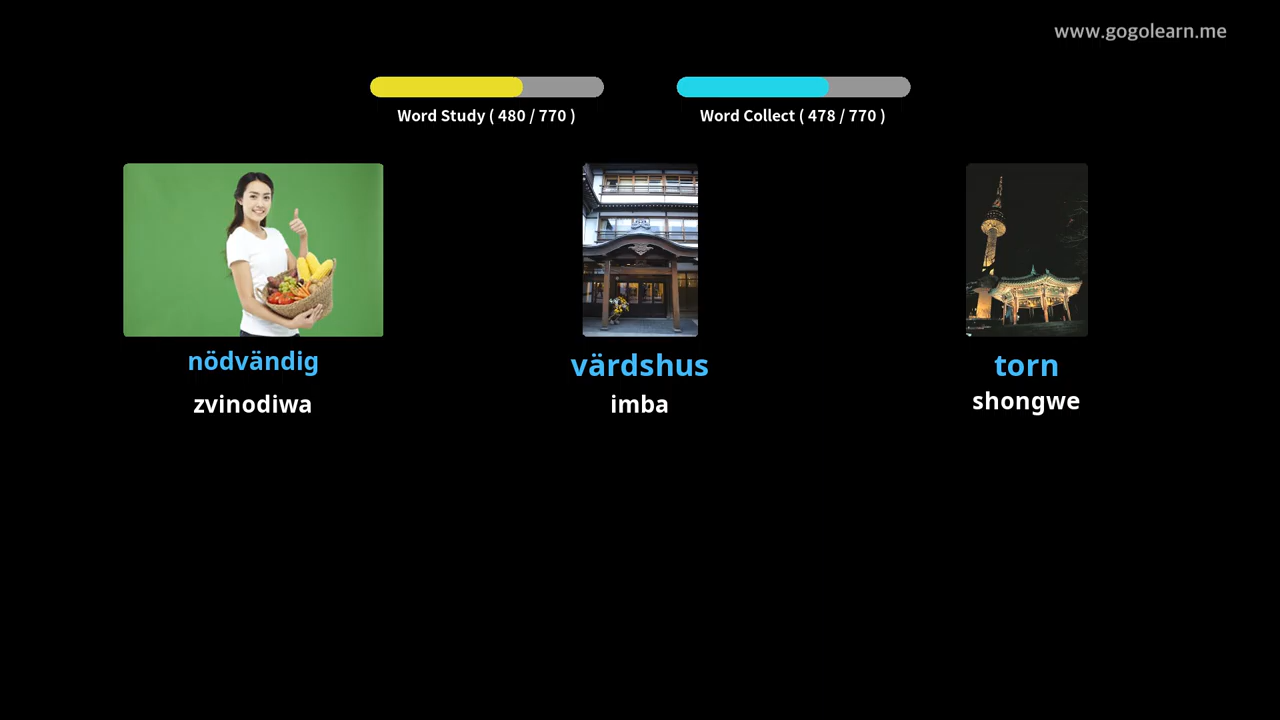 www.gogolearn.me
Word Study ( 480 / 770 )
Word Collect ( 478 / 770 )
nödvändig
värdshus
torn
zvinodiwa
imba
shongwe